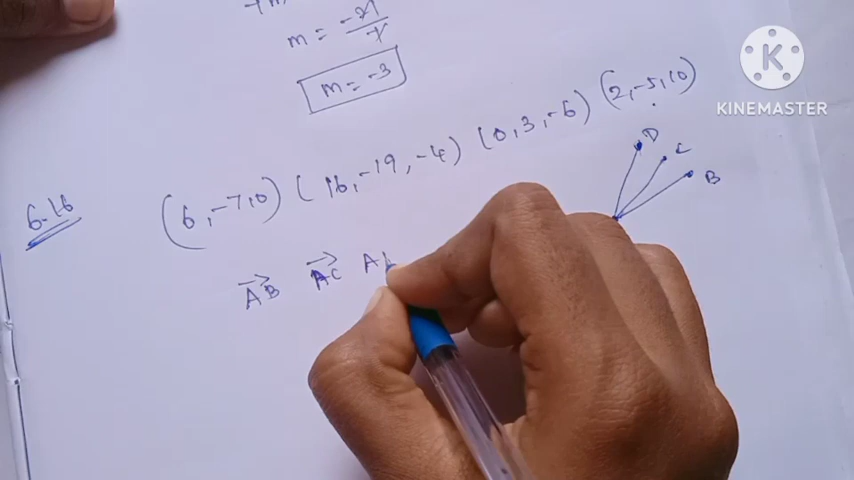 m = -21/-7
m = -3
6.16 (6, -7, 0) (16, -19, -4) (0, 3, -6) (2, -5, 10)
D
C
B
AB AC A
K
KINEMASTER